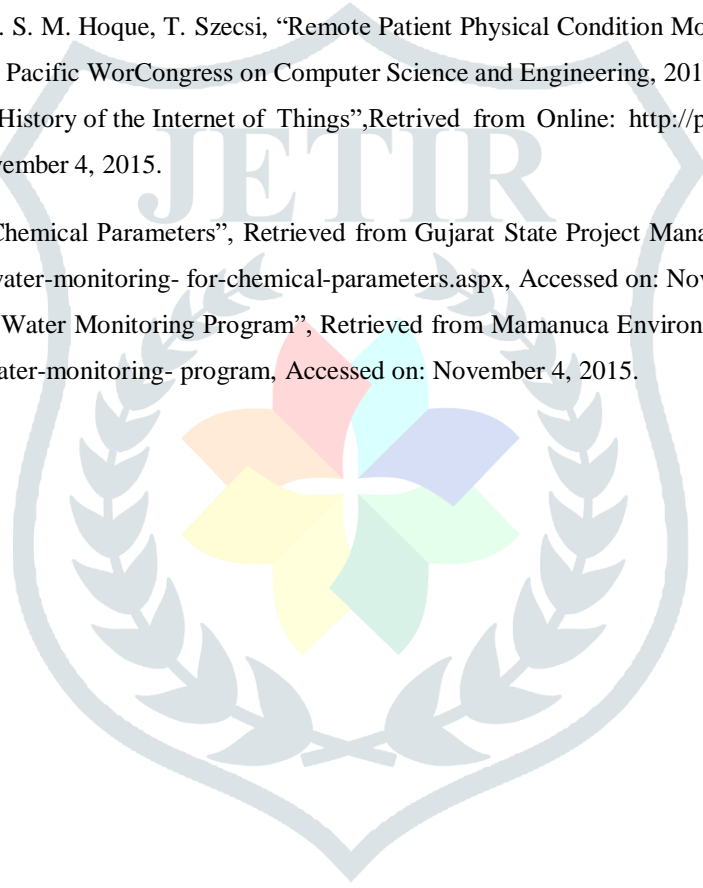 . S. M. Hoque, T. Szecsi, “Remote Patient Physical Condition Mo
Pacific WorCongress on Computer Science and Engineering, 201
History of the Internet of Things”,Retrived from Online: http://p
vember 4, 2015.
JETIR
Chemical Parameters”, Retrieved from Gujarat State Project Mana
vater-monitoring- for-chemical-parameters.aspx, Accessed on: Nov
Water Monitoring Program”, Retrieved from Mamanuca Environ
ater-monitoring- program, Accessed on: November 4, 2015.